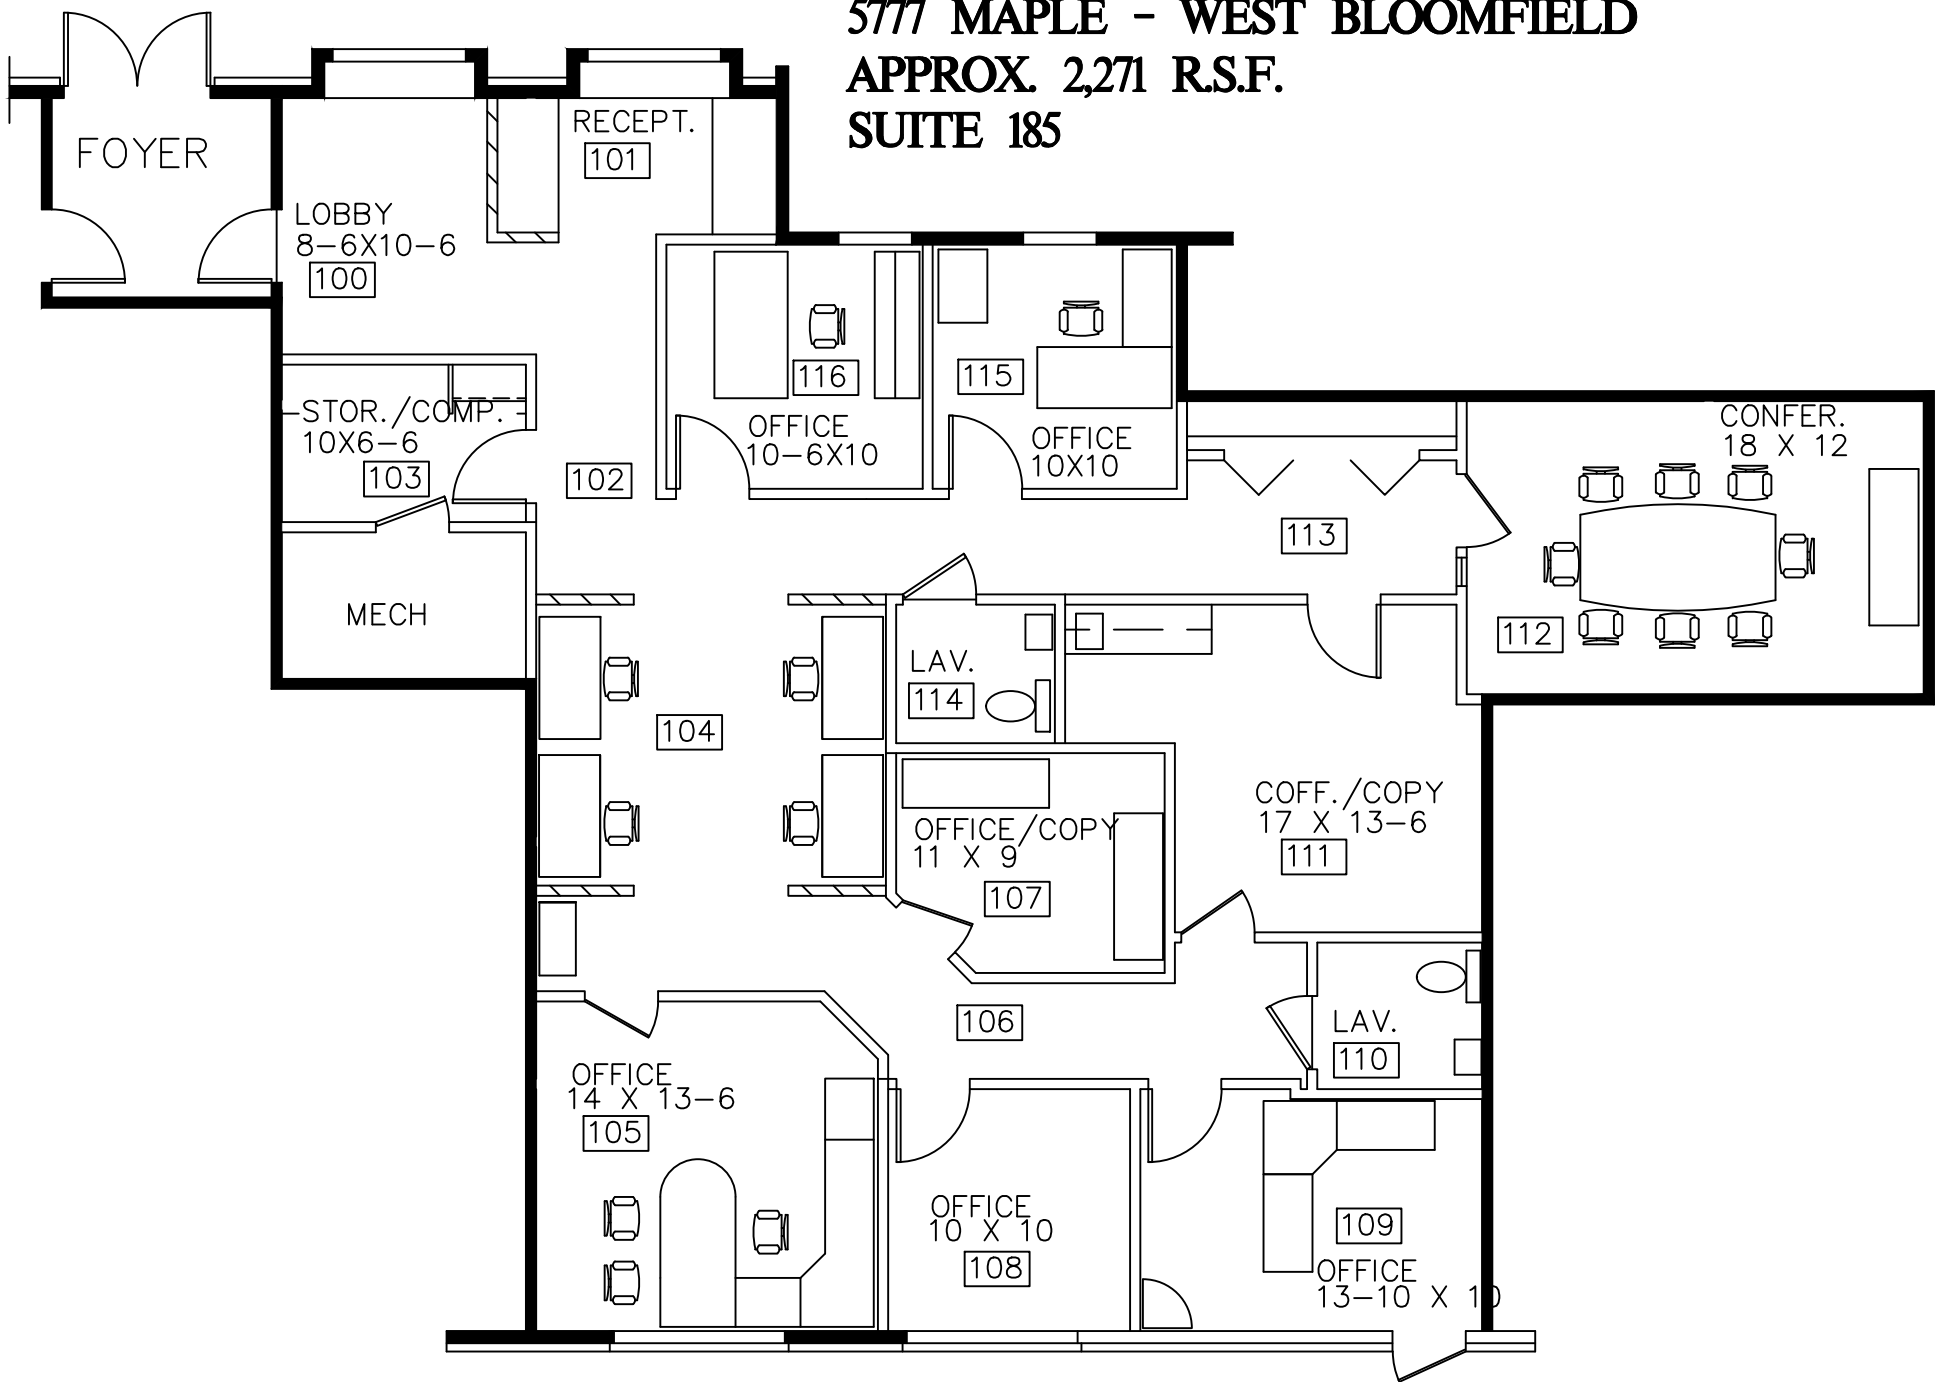 5777 MAPLE - WEST BLOOMFIELD
APPROX. 2,271 R.S.F.
SUITE 185
FOYER
RECEPT.
101
LOBBY
8-6X10-6
100
STOR./COMP.
10X6-6
103
102
116
OFFICE
10-6X10
115
OFFICE
10X10
CONFER.
18 X 12
113
112
MECH
LAV.
114
104
COFF./COPY
17 X 13-6
111
OFFICE/COPY
11 X 9
107
106
LAV.
110
OFFICE
14 X 13-6
105
OFFICE
10 X 10
108
109
OFFICE
13-10 X 10